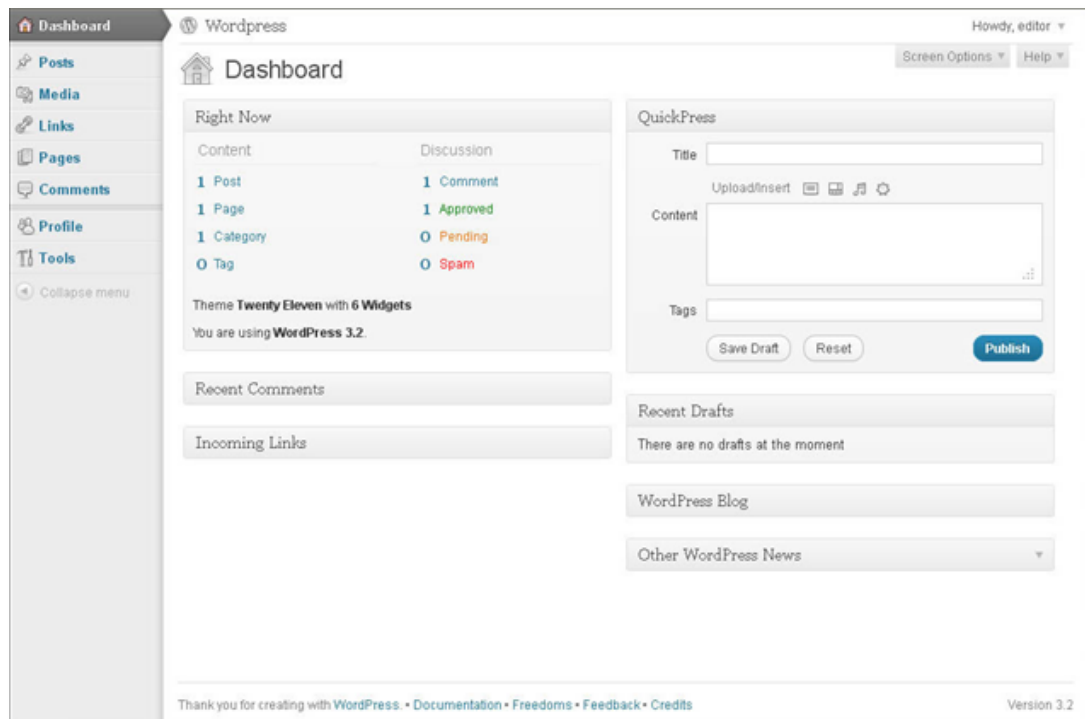 Dashboard
Posts
Media
Links
Pages
Comments
Profile
Tools
Collapse menu
Wordpress
Howdy, editor
Screen Options
Help
Dashboard
Right Now
Content
Discussion
1 Post
1 Comment
1 Page
1 Approved
1 Category
0 Pending
0 Tag
0 Spam
Theme Twenty Eleven with 6 Widgets
You are using WordPress 3.2.
Recent Comments
Incoming Links
QuickPress
Title
Upload/Insert
Content
Tags
Save Draft
Reset
Publish
Recent Drafts
There are no drafts at the moment
WordPress Blog
Other WordPress News
Thank you for creating with WordPress. • Documentation • Freedoms • Feedback • Credits
Version 3.2